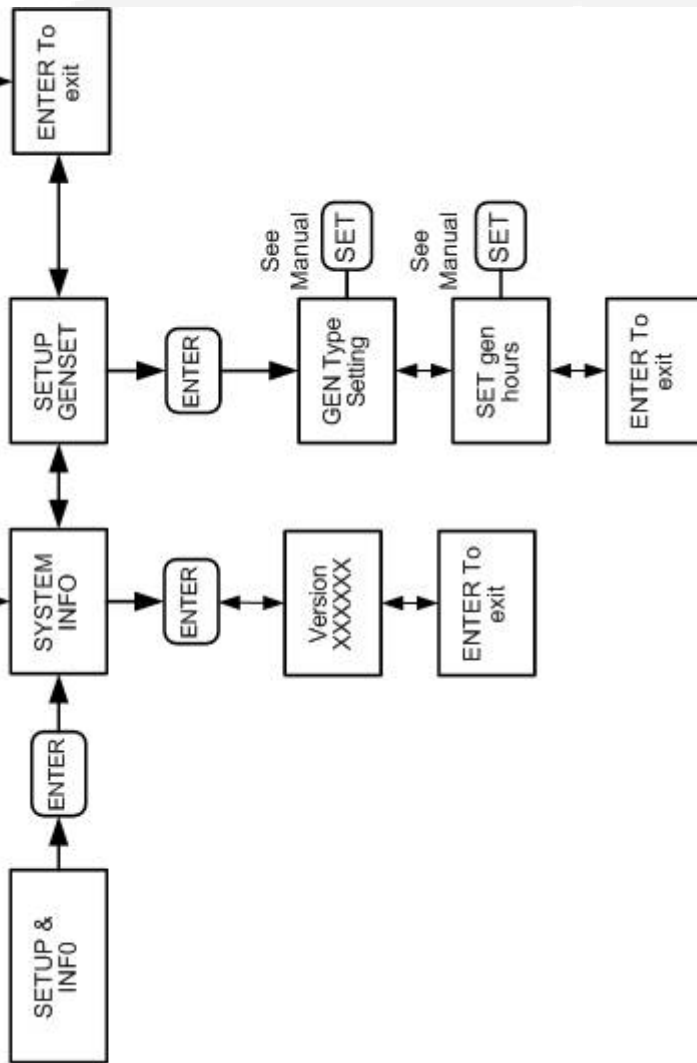 SETUP &
INF0
ENTER
SYSTEM
INFO
ENTER
Version
XXXXXX
ENTER To
exit
SETUP
GENSET
ENTER
GEN Type
Setting
See
Manual
SET
SET gen
hours
See
Manual
SET
ENTER To
exit
ENTER To
exit